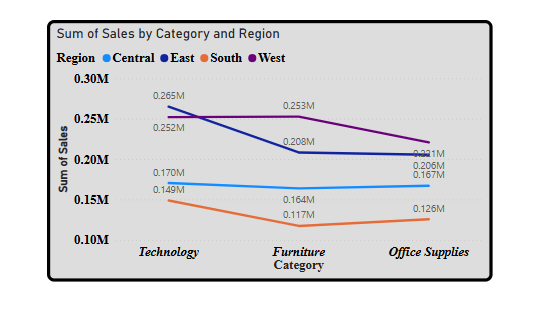 Sum of Sales by Category and Region
Region Central East South West
0.30M
0.25M
0.20M
0.15M
0.10M
Sum of Sales
0.265M
0.252M
0.170M
0.149M
0.253M
0.208M
0.164M
0.117M
0.221M
0.206M
0.167M
0.126M
Technology Furniture Office Supplies
Category